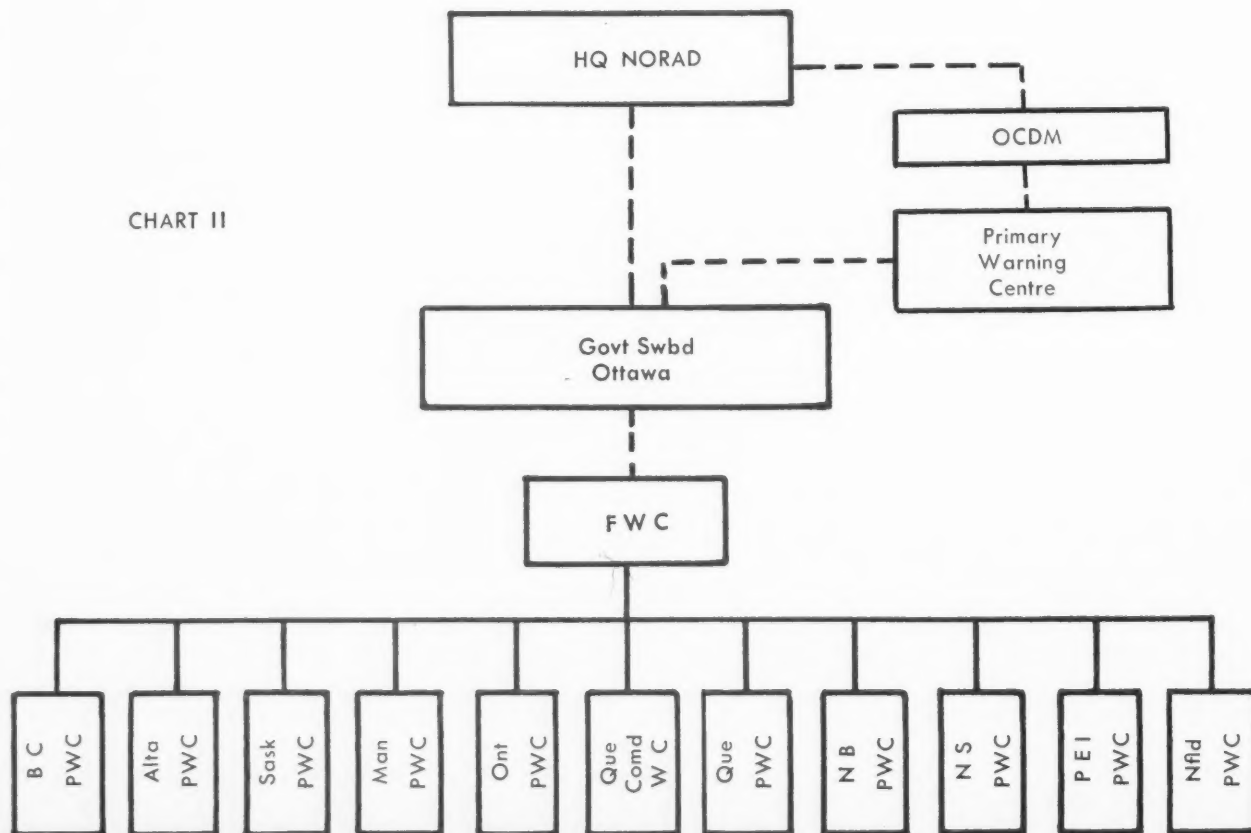 HQ NORAD
OCDM
CHART II
Primary
Warning
Centre
Govt Swbd
Ottawa
FWC
B C
PWC
Alta
PWC
Sask
PWC
Man
PWC
Ont
PWC
Que
Comd
W C
Que
PWC
N B
PWC
N S
PWC
P E I
PWC
Nfld
PWC